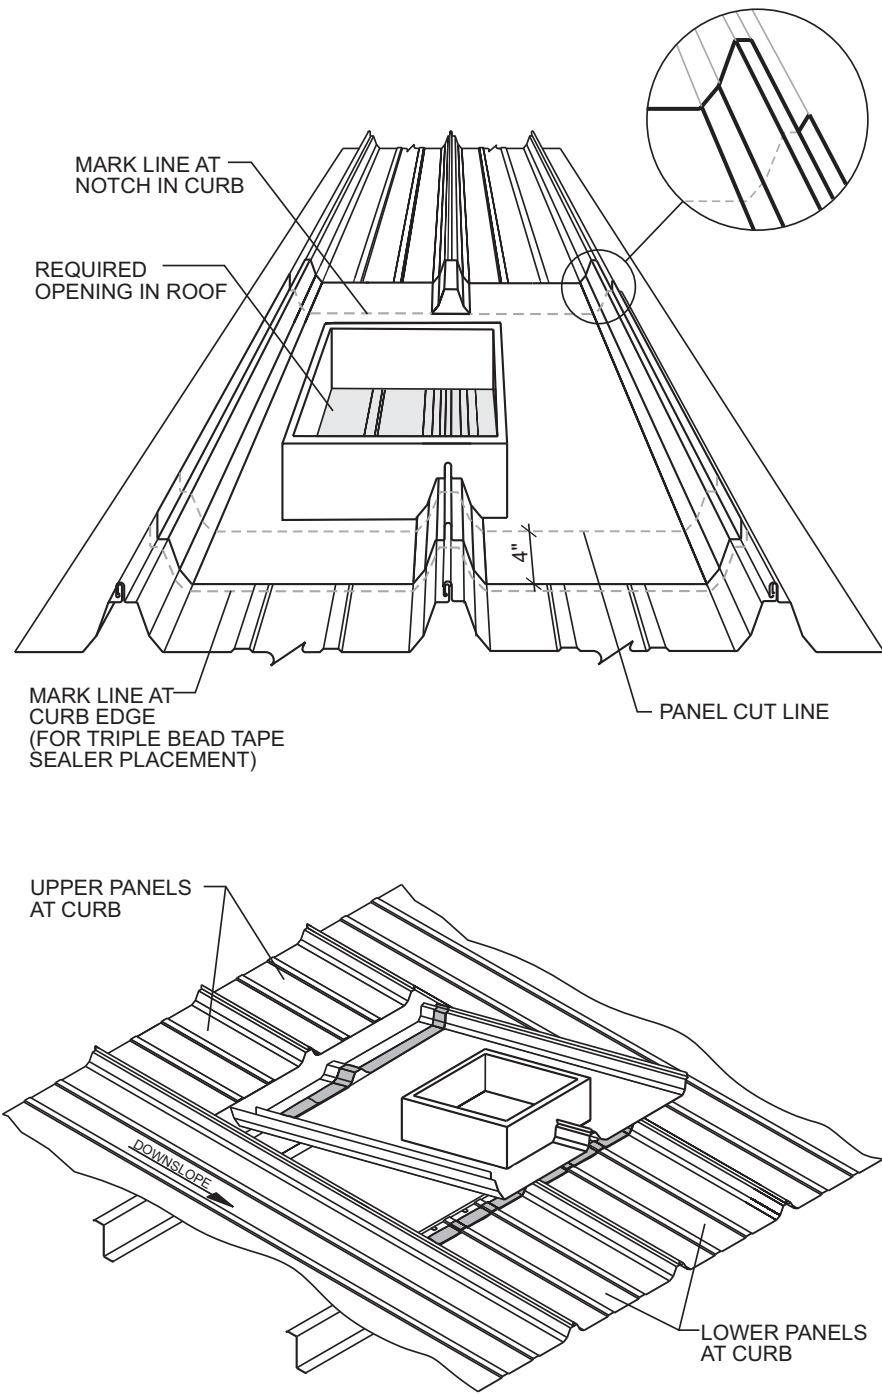 MARK LINE AT
NOTCH IN CURB
REQUIRED
OPENING IN ROOF
4"
MARK LINE AT
CURB EDGE
(FOR TRIPLE BEAD TAPE
SEALER PLACEMENT)
PANEL CUT LINE
UPPER PANELS
AT CURB
DOWNSLOPE
LOWER PANELS
AT CURB